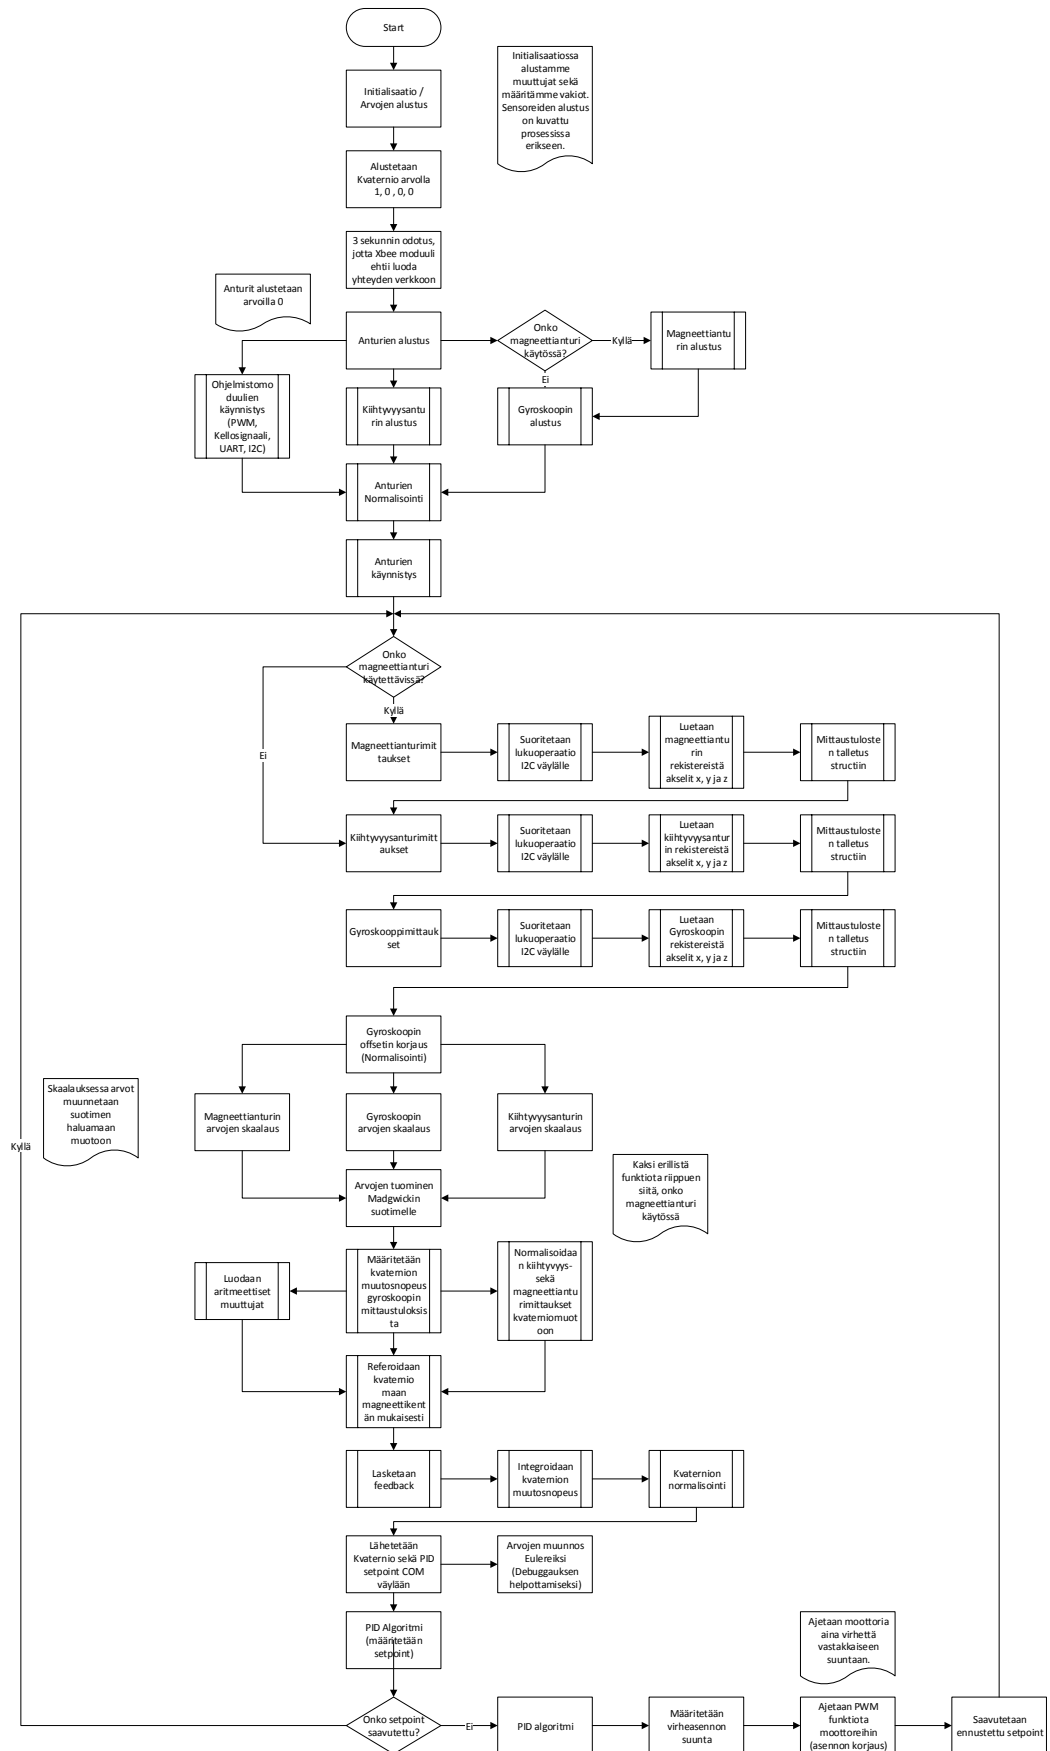 Start
Initialisaatio /
Arvojen alustus
Initialisaatiossa
alustamme
muuttujat sekä
määritämme vakiot.
Sensoreiden alustus
on kuvattu
prosessissa
erikseen.
Alustetaan
Kvaternio arvolla
1, 0 , 0, 0
3 sekunnin odotus,
jotta Xbee moduuli
ehtii luoda
yhteyden verkkoon
Anturit alustetaan
arvoilla 0
Anturien alustus
Onko
magneettianturi
käytössä?
Kyllä
Magneettiantu
rin alustus
Ei
Ohjelmistomo
duulien
käynnistys
(PWM,
Kellosignaali,
UART, I2C)
Kiihtyvyysantu
rin alustus
Gyroskoopin
alustus
Anturien
Normalisointi
Anturien
käynnistys
Onko
magneettianturi
käytettävissä?
Kyllä
Ei
Magneettianturimit
taukset
Suoritetaan
lukuoperaatio
I2C väylälle
Luetaan
magneettiantu
rin
rekistereistä
akselit x, y ja z
Mittaustuloste
n talletus
structiin
Kiihtyvyysanturimitt
aukset
Suoritetaan
lukuoperaatio
I2C väylälle
Luetaan
kiihtyvyysantur
in rekistereistä
akselit x, y ja z
Mittaustuloste
n talletus
structiin
Gyroskooppimittauk
set
Suoritetaan
lukuoperaatio
I2C väylälle
Luetaan
Gyroskoopin
rekistereistä
akselit x, y ja z
Mittaustuloste
n talletus
structiin
Gyroskoopin
offsetin korjaus
(Normalisointi)
Skaalauksessa arvot
muunnetaan
suotimen
haluamaan
muotoon
Kyllä
Magneettianturin
arvojen skaalaus
Gyroskoopin
arvojen skaalaus
Kiihtyvyysanturin
arvojen skaalaus
Arvojen tuominen
Madgwickin
suotimelle
Kaksi erillistä
funktiota riippuen
siitä, onko
magneettianturi
käytössä
Luodaan
aritmeettiset
muuttujat
Määritetään
kvaternion
muutosnopeus
gyroskoopin
mittaustuloksis
ta
Normalisoidaa
n kiihtyvyys-
sekä
magneettiantu
rimittaukset
kvaterniomuot
oon
Referoidaan
kvaternio
maan
magneettikent
än mukaisesti
Lasketaan
feedback
Integroidaan
kvaternion
muutosnopeus
Kvaternion
normalisointi
Lähetetään
Kvaternio sekä PID
setpoint COM
väylään
Arvojen muunnos
Eulereiksi
(Debuggauksen
helpottamiseksi)
PID Algoritmi
(määritetään
setpoint)
Ajetaan moottoria
aina virhettä
vastakkaiseen
suuntaan.
Onko setpoint
saavutettu?
Ei
PID algoritmi
Määritetään
virheasennon
suunta
Ajetaan PWM
funktiota
moottoreihin
(asennon korjaus)
Saavutetaan
ennustettu setpoint